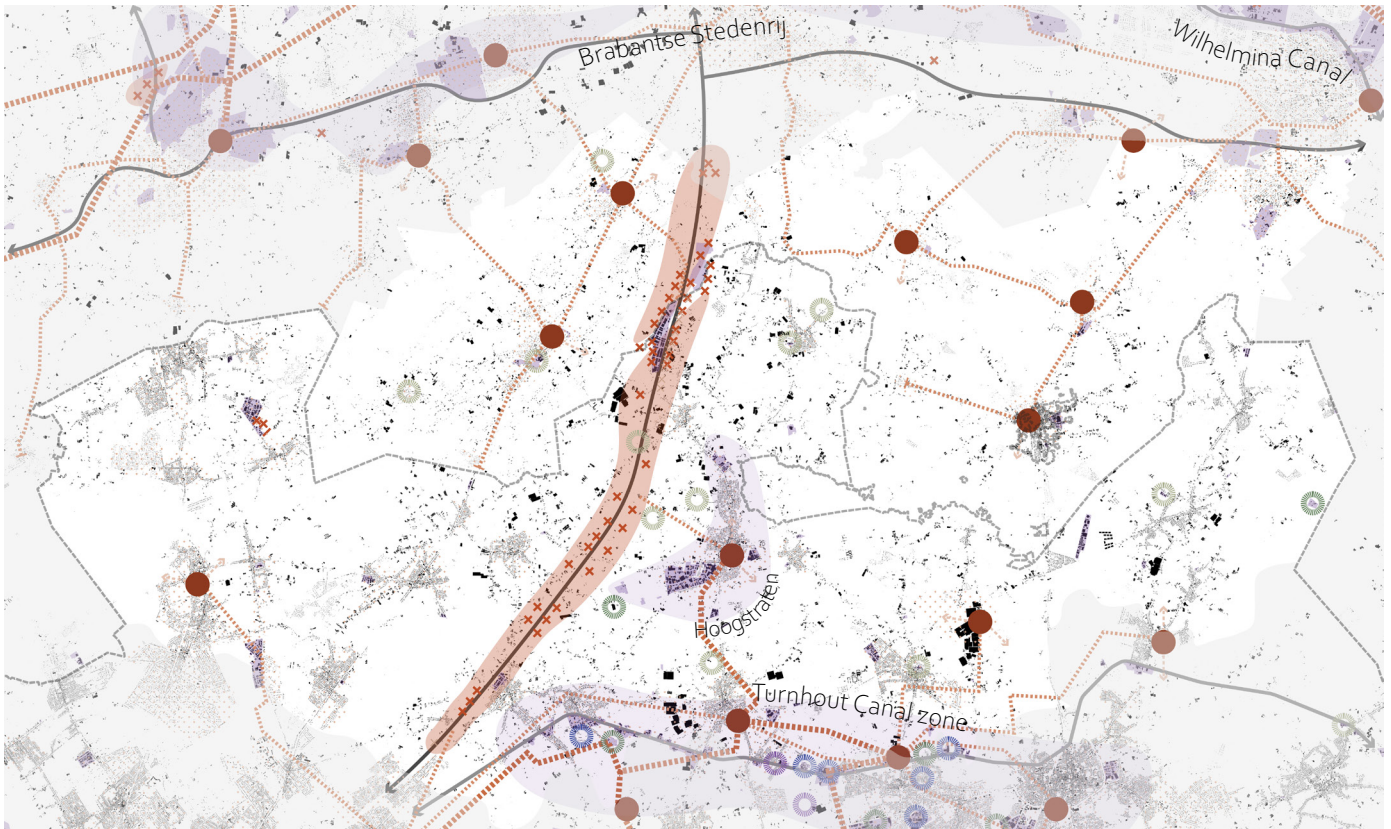 Brabantse Stedenrij
Wilhelmina Canal
Hoogstraten
Turnhout Canal zone